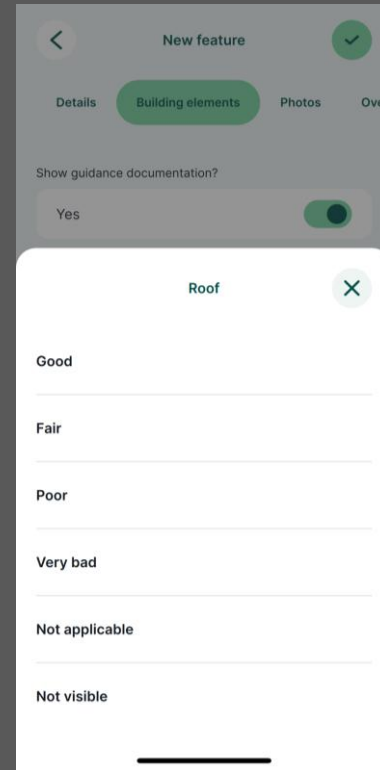 New feature
Details Building elements Photos Ove
Show guidance documentation?
Yes
Roof
Good
Fair
Poor
Very bad
Not applicable
Not visible